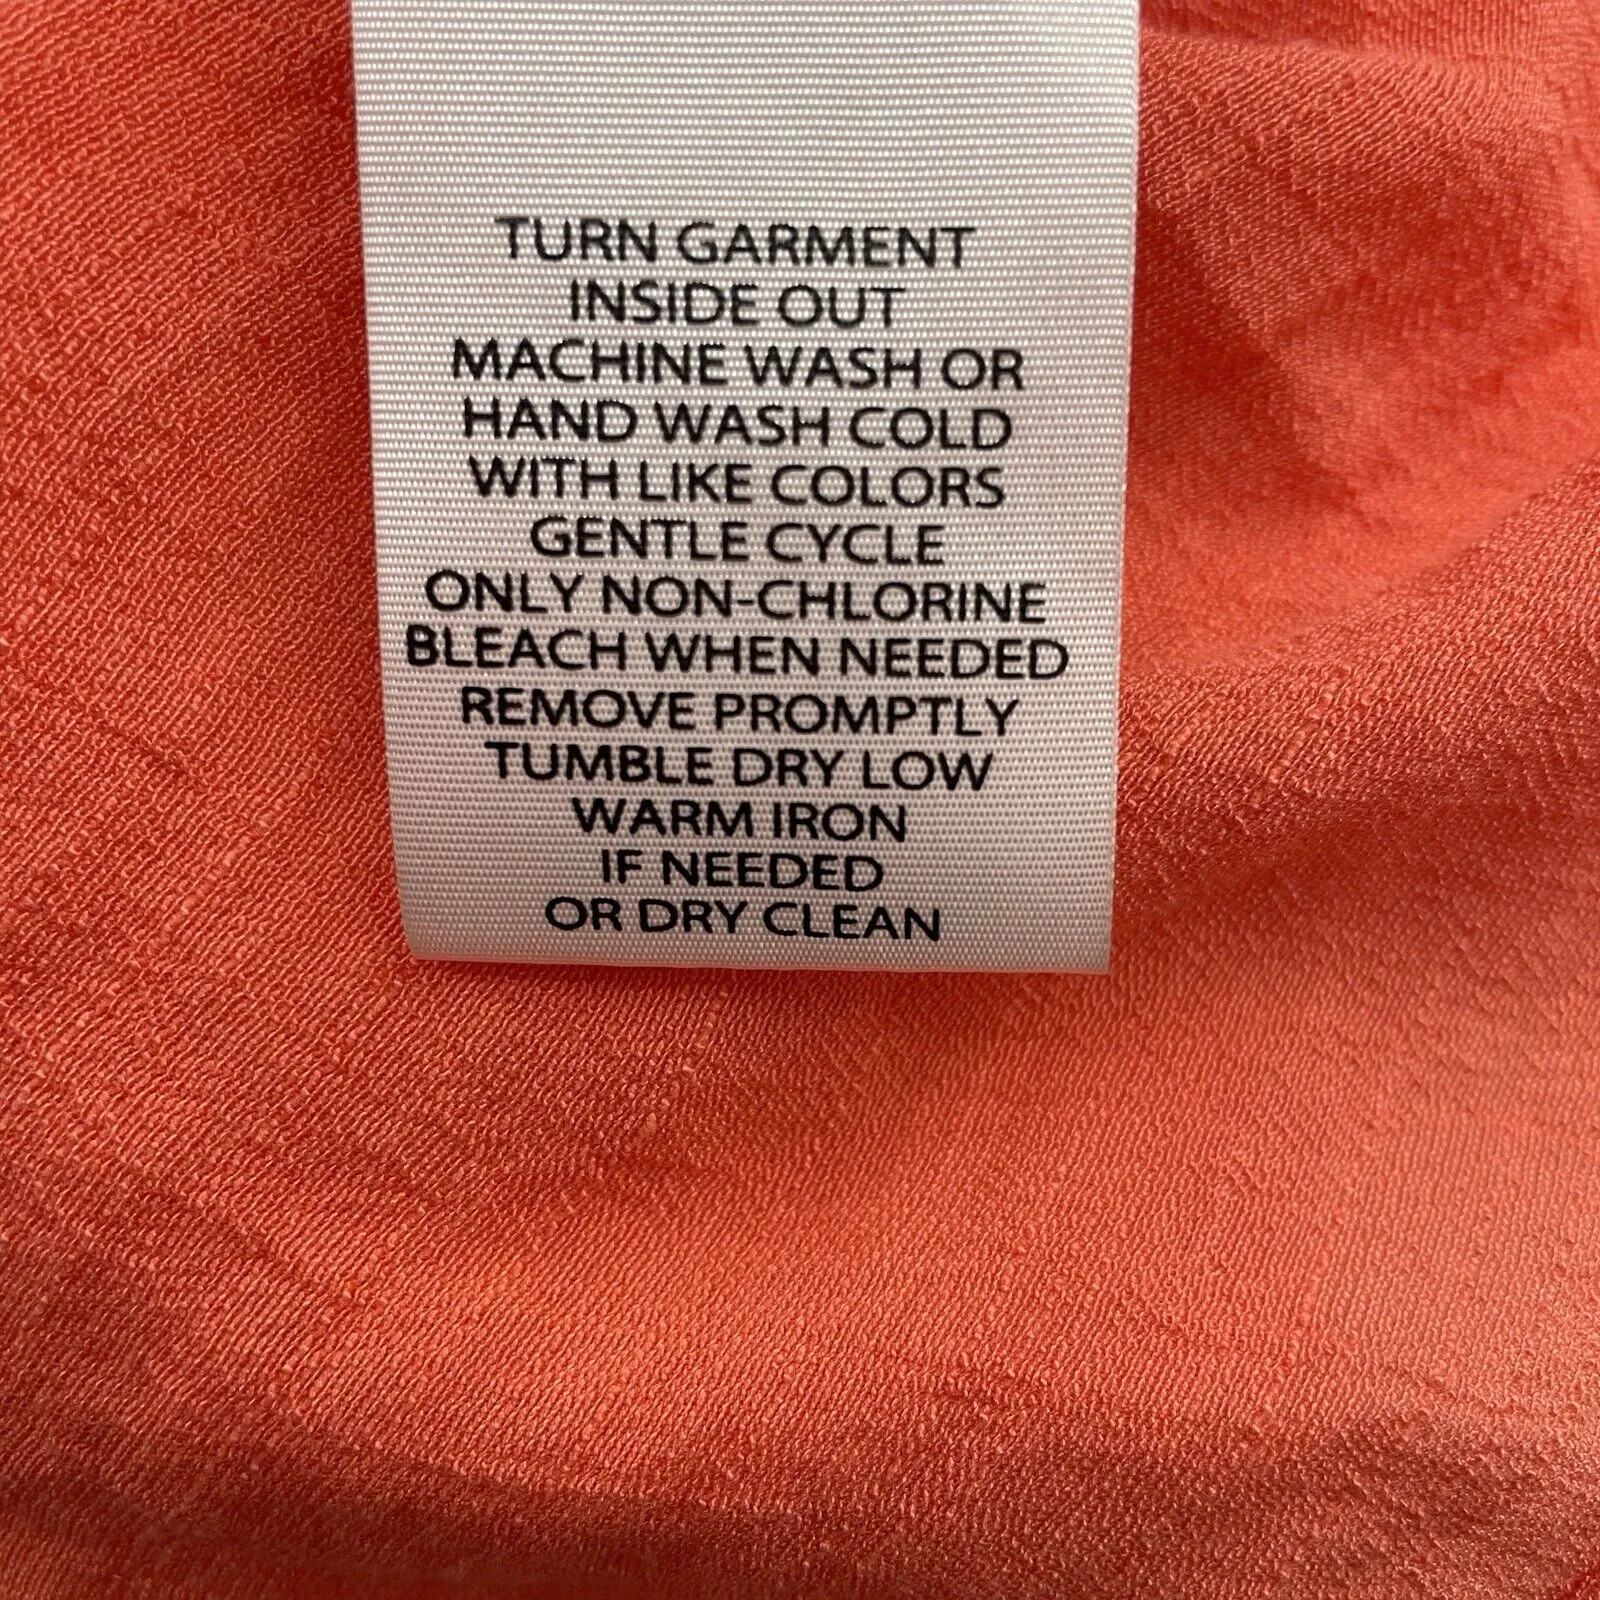 TURN GARMENT
INSIDE OUT
MACHINE WASH OR
HAND WASH COLD
WITH LIKE COLORS
GENTLE CYCLE
ONLY NON-CHLORINE
BLEACH WHEN NEEDED
REMOVE PROMPTLY
TUMBLE DRY LOW
WARM IRON
IF NEEDED
OR DRY CLEAN